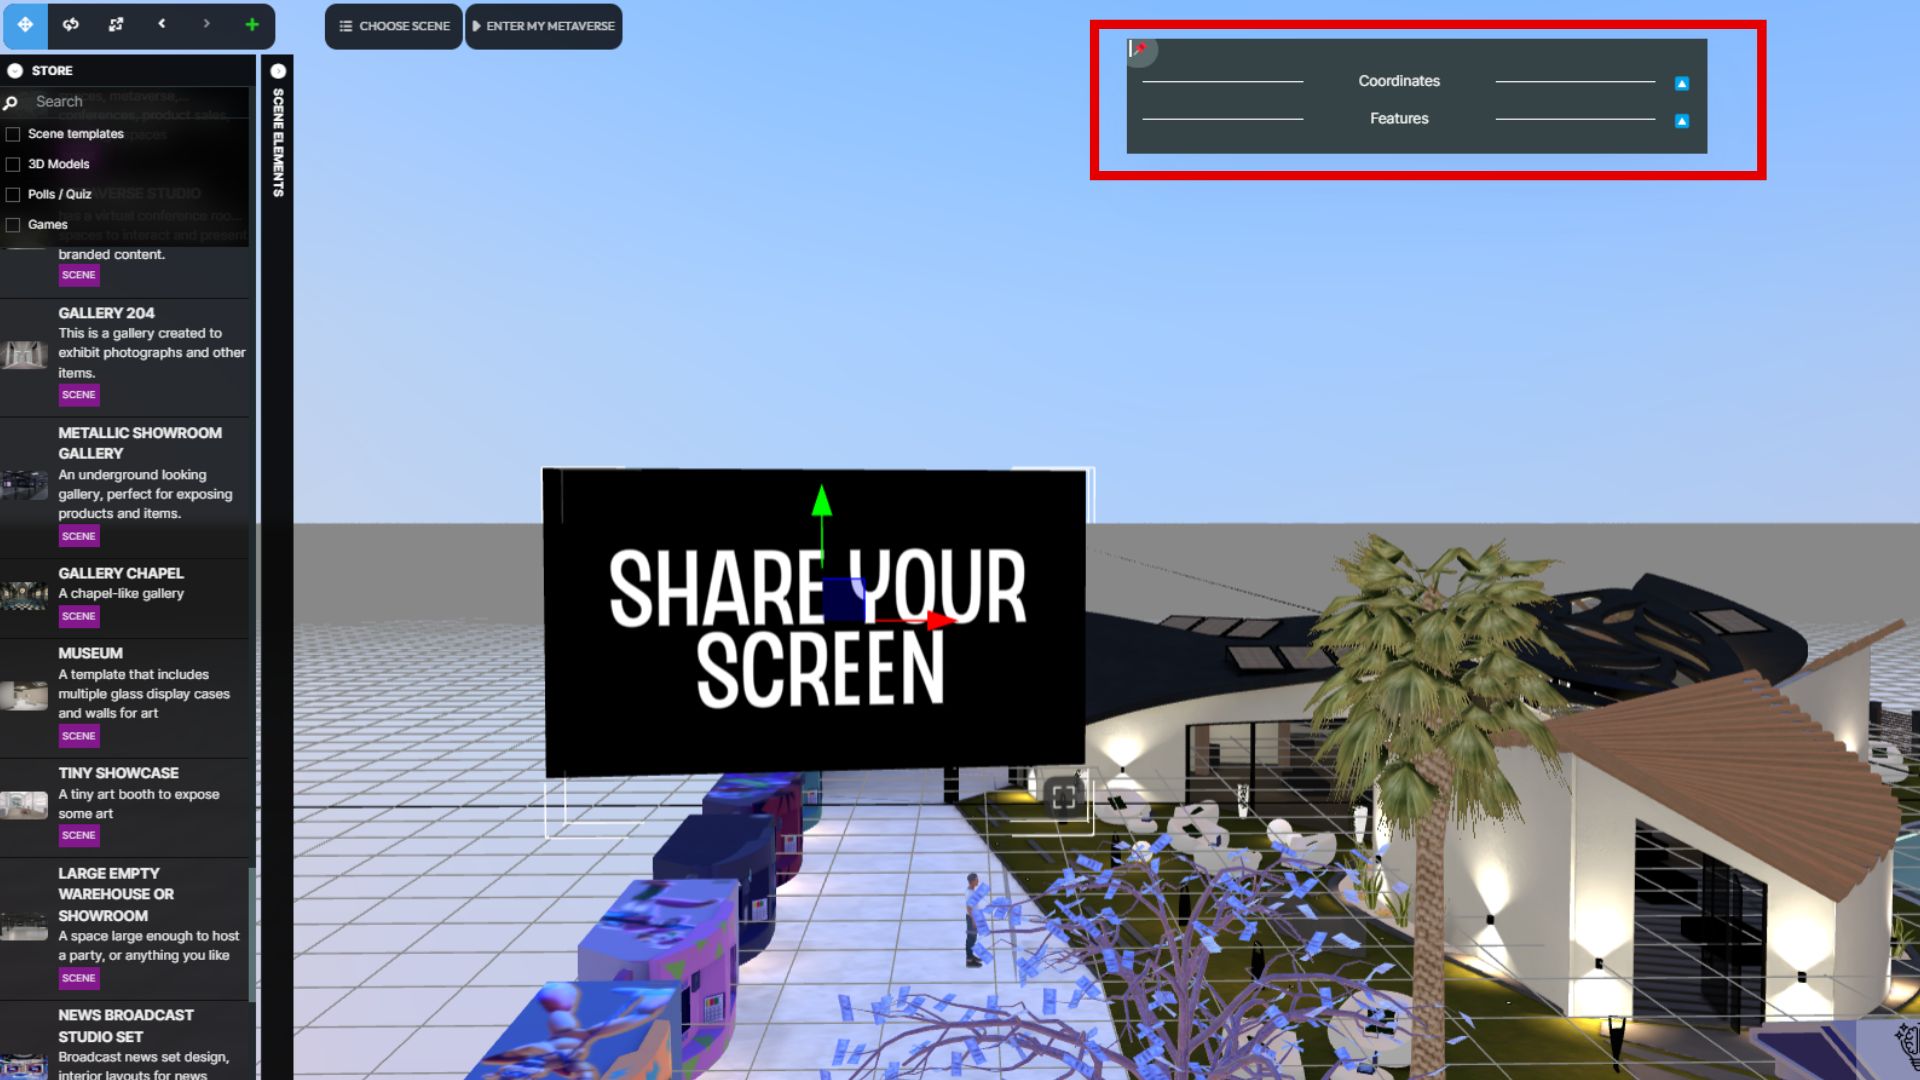 CHOOSE SCENE
ENTER MY METAVERSE
STORE
Search
Scene templates
3D Models
Polls / Quiz
Games
branded content.
SCENE
GALLERY 204
This is a gallery created to
exhibit photographs and other
items.
SCENE
METALLIC SHOWROOM
GALLERY
An underground looking
gallery, perfect for exposing
products and items.
SCENE
GALLERY CHAPEL
A chapel-like gallery
SCENE
MUSEUM
A template that includes
multiple glass display cases
and walls for art
SCENE
TINY SHOWCASE
A tiny art booth to expose
some art
SCENE
LARGE EMPTY
WAREHOUSE OR
SHOWROOM
A space large enough to host
a party, or anything you like
SCENE
NEWS BROADCAST
STUDIO SET
Broadcast news set design,
interior layouts for news
SCENE ELEMENTS
Coordinates
Features
SHARE YOUR
SCREEN